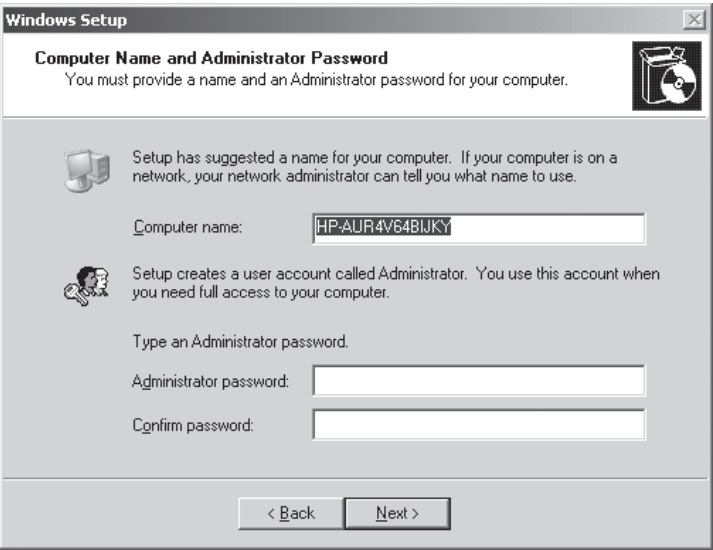 Windows Setup
Computer Name and Administrator Password
You must provide a name and an Administrator password for your computer.
Setup has suggested a name for your computer. If your computer is on a
network, your network administrator can tell you what name to use.
Computer name: HP-AUR4V64BIJKY
Setup creates a user account called Administrator. You use this account when
you need full access to your computer.
Type an Administrator password.
Administrator password:
Confirm password:
< Back Next >